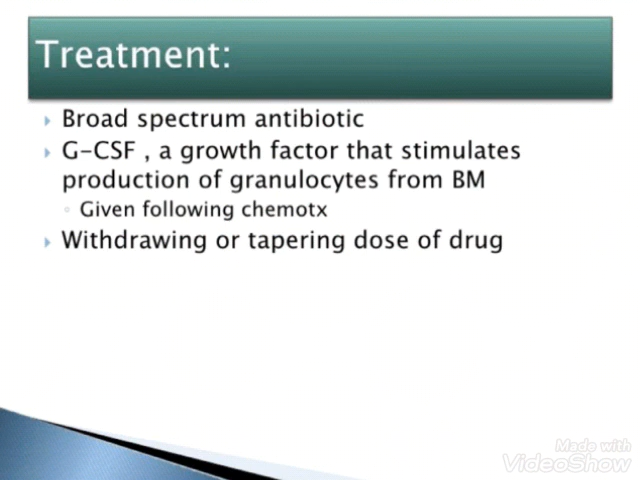 Treatment:
Broad spectrum antibiotic
G-CSF , a growth factor that stimulates
production of granulocytes from BM
Given following chemotx
Withdrawing or tapering dose of drug
Made with
VideoShow